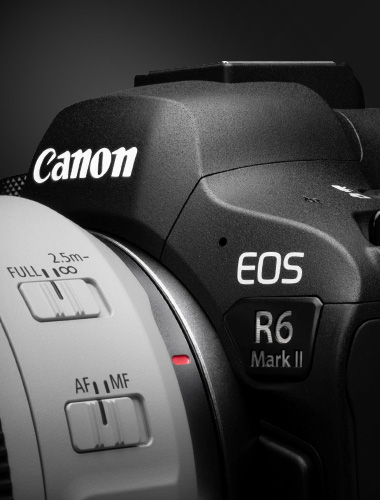 Canon
EOS
R6
Mark II
2.5m-
FULL ∞
AF MF